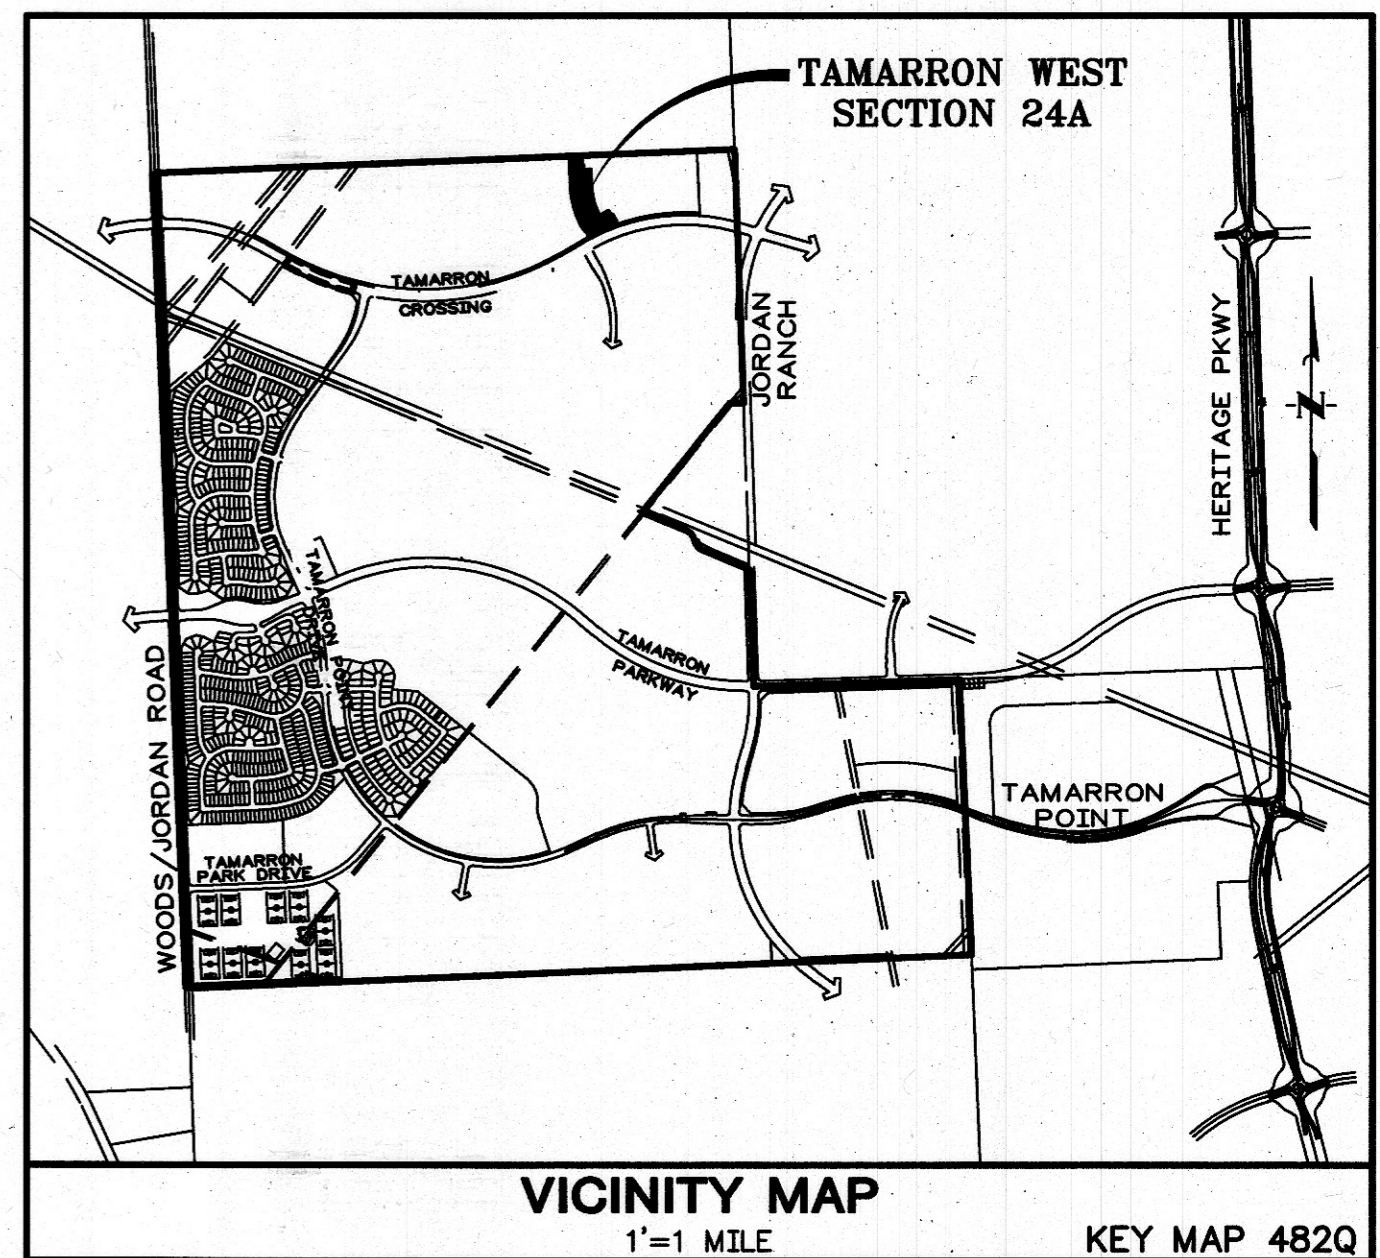 TAMARRON WEST
SECTION 24A
TAMARRON
CROSSING
JORDAN
RANCH
HERITAGE PKWY
N
TAMARRON POINT
TAMARRON
PARKWAY
WOODS/JORDAN ROAD
TAMARRON
POINT
TAMARRON
PARK DRIVE
VICINITY MAP
1'=1 MILE
KEY MAP 482Q